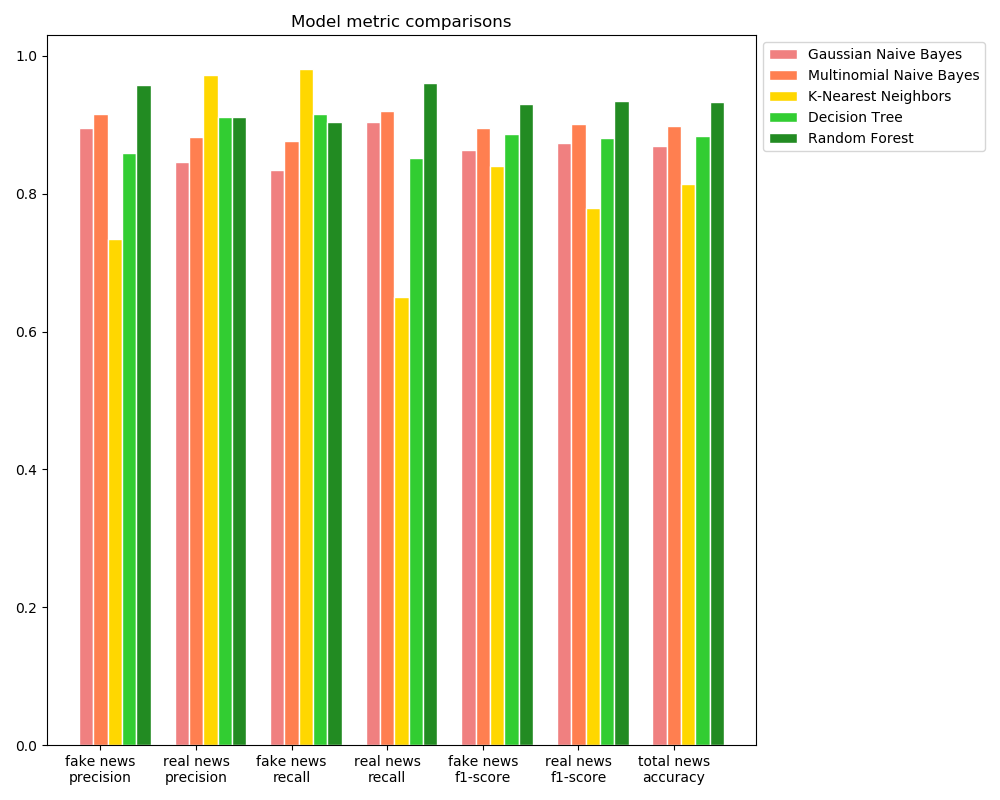 Model metric comparisons
1.0
0.8
0.6
0.4
0.2
0.0
fake news
precision
real news
precision
fake news
recall
real news
recall
fake news
f1-score
real news
f1-score
total news
accuracy
Gaussian Naive Bayes
Multinomial Naive Bayes
K-Nearest Neighbors
Decision Tree
Random Forest